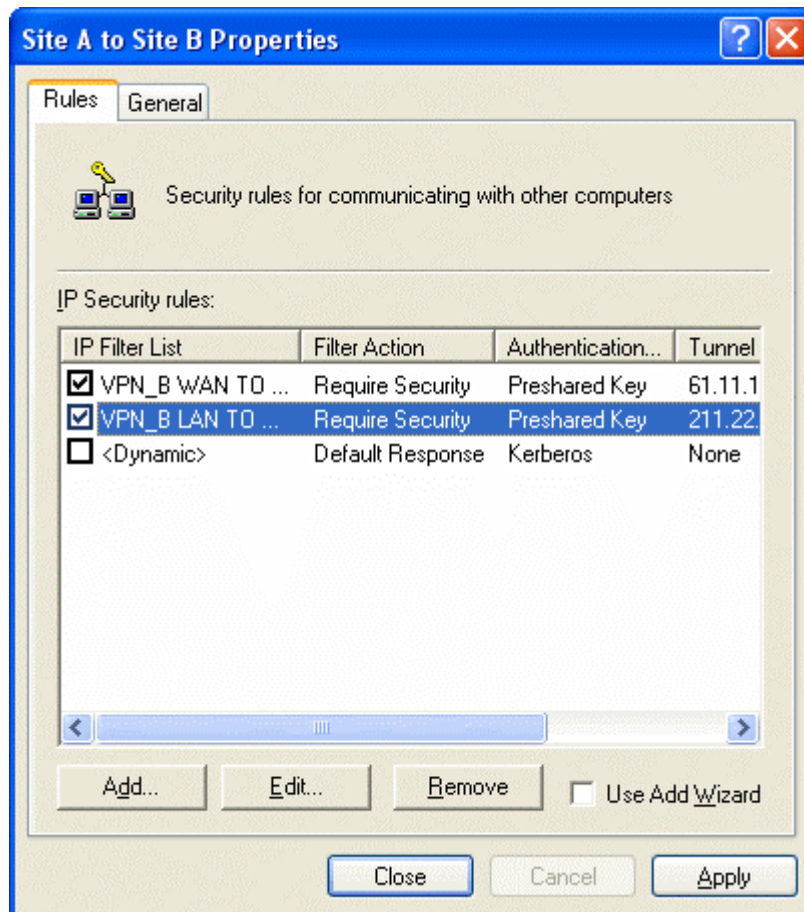 Site A to Site B Properties
Rules General
Security rules for communicating with other computers
IP Security rules:
IP Filter List Filter Action Authentication... Tunnel
VPN_B WAN TO ... Require Security Preshared Key 61.11.1
VPN_B LAN TO ... Require Security Preshared Key 211.22.
<Dynamic> Default Response Kerberos None
Add... Edit... Remove Use Add Wizard
Close Cancel Apply